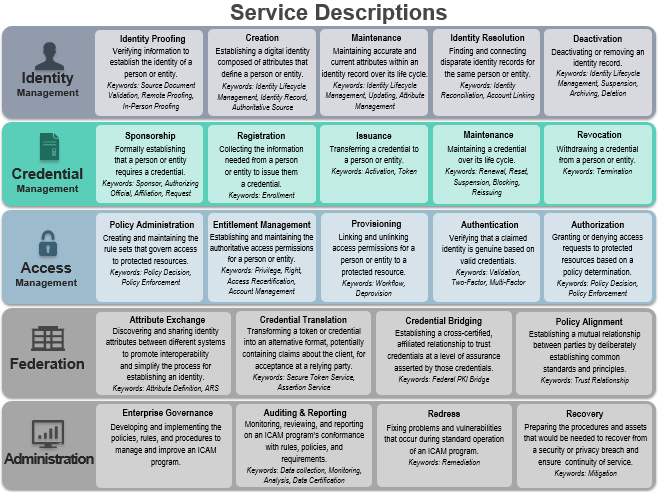 Service Descriptions
Identity
Management
Identity Proofing
Verifying information to
establish the identity of a
person or entity.
Keywords: Source Document
Validation, Remote Proofing,
In-Person Proofing
Creation
Establishing a digital identity
composed of attributes that
define a person or entity.
Keywords: Identity Lifecycle
Management, Identity Record,
Authoritative Source
Maintenance
Maintaining accurate and
current attributes within an
identity record over its life cycle.
Keywords: Identity Lifecycle
Management, Updating, Attribute
Management
Identity Resolution
Finding and connecting
disparate identity records for
the same person or entity.
Keywords: Identity
Reconciliation, Account Linking
Deactivation
Deactivating or removing an
identity record.
Keywords: Identity Lifecycle
Management, Suspension,
Archiving, Deletion
Credential
Management
Sponsorship
Formally establishing
that a person or entity
requires a credential.
Keywords: Sponsor, Authorizing
Official, Affiliation, Request
Registration
Collecting the information
needed from a person
or entity to issue them
a credential.
Keywords: Enrollment
Issuance
Transferring a credential to
a person or entity.
Keywords: Activation, Token
Maintenance
Maintaining a credential
over its life cycle.
Keywords: Renewal, Reset,
Suspension, Blocking,
Reissuing
Revocation
Withdrawing a credential
from a person or entity.
Keywords: Termination
Access
Management
Policy Administration
Creating and maintaining the
rule sets that govern access
to protected resources.
Keywords: Policy Decision,
Policy Enforcement
Entitlement Management
Establishing and maintaining the
authoritative access permissions
for a person or entity.
Keywords: Privilege, Right,
Access Recertification,
Account Management
Provisioning
Linking and unlinking
access permissions for a
person or entity to a
protected resource.
Keywords: Workflow,
Deprovision
Authentication
Verifying that a claimed
identity is genuine based on
valid credentials.
Keywords: Validation,
Two-Factor, Multi-Factor
Authorization
Granting or denying access
requests to protected
resources based on a
policy determination.
Keywords: Policy Decision,
Policy Enforcement
Federation
Attribute Exchange
Discovering and sharing identity
attributes between different systems
to promote interoperability
and simplify the process for
establishing an identity.
Keywords: Attribute Definition, ARS
Credential Translation
Transforming a token or credential
into an alternative format, potentially
containing claims about the client, for
acceptance at a relying party.
Keywords: Secure Token Service,
Assertion Service
Credential Bridging
Establishing a cross-certified,
affiliated relationship to trust
credentials at a level of assurance
asserted by those credentials.
Keywords: Federal PKI Bridge
Policy Alignment
Establishing a mutual relationship
between parties by deliberately
establishing common
standards and principles.
Keywords: Trust Relationship
Administration
Enterprise Governance
Developing and implementing the
policies, rules, and procedures to
manage and improve an ICAM
program.
Auditing & Reporting
Monitoring, reviewing, and reporting
on an ICAM program's conformance
with rules, policies, and
requirements.
Keywords: Data collection, Monitoring,
Analysis, Data Certification
Redress
Fixing problems and vulnerabilities
that occur during standard operation
of an ICAM program.
Keywords: Remediation
Recovery
Preparing the procedures and assets
that would be needed to recover from
a security or privacy breach and
ensure continuity of service.
Keywords: Mitigation